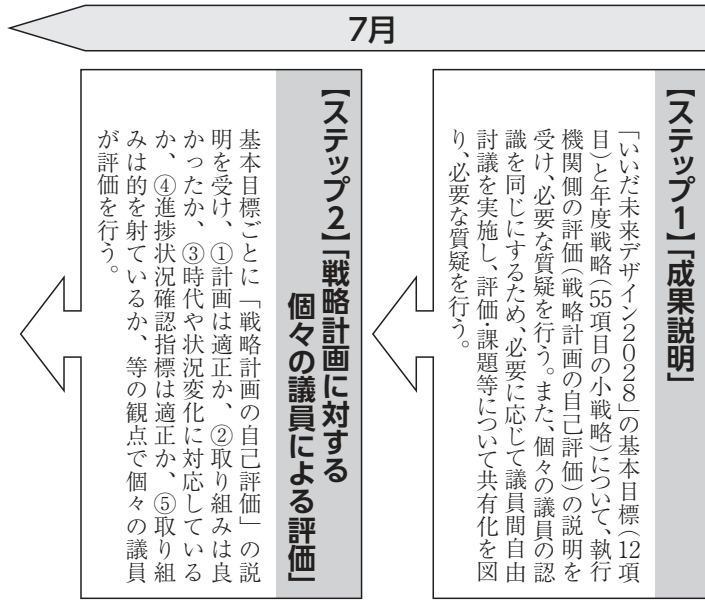 7月
【ステップ1】「成果説明」
「いいだ未来デザイン2028」の基本目標(12項
目)と年度戦略(55項目の小戦略)について、執行
機関側の評価(戦略計画の自己評価)の説明を
受け、必要な質疑を行う。また、個々の議員の認
識を同じにするため、必要に応じて議員間自由
討議を実施し、評価・課題等について共有化を図
り、必要な質疑を行う。
【ステップ2】「戦略計画に対する
個々の議員による評価」
基本目標ごとに「戦略計画の自己評価」の説
明を受け、①計画は適正か、②取り組みは良
かったか、③時代や状況変化に対応している
か、④進捗状況確認指標は適正か、⑤取り組
みは的を射ているか、等の観点で個々の議員
が評価を行う。